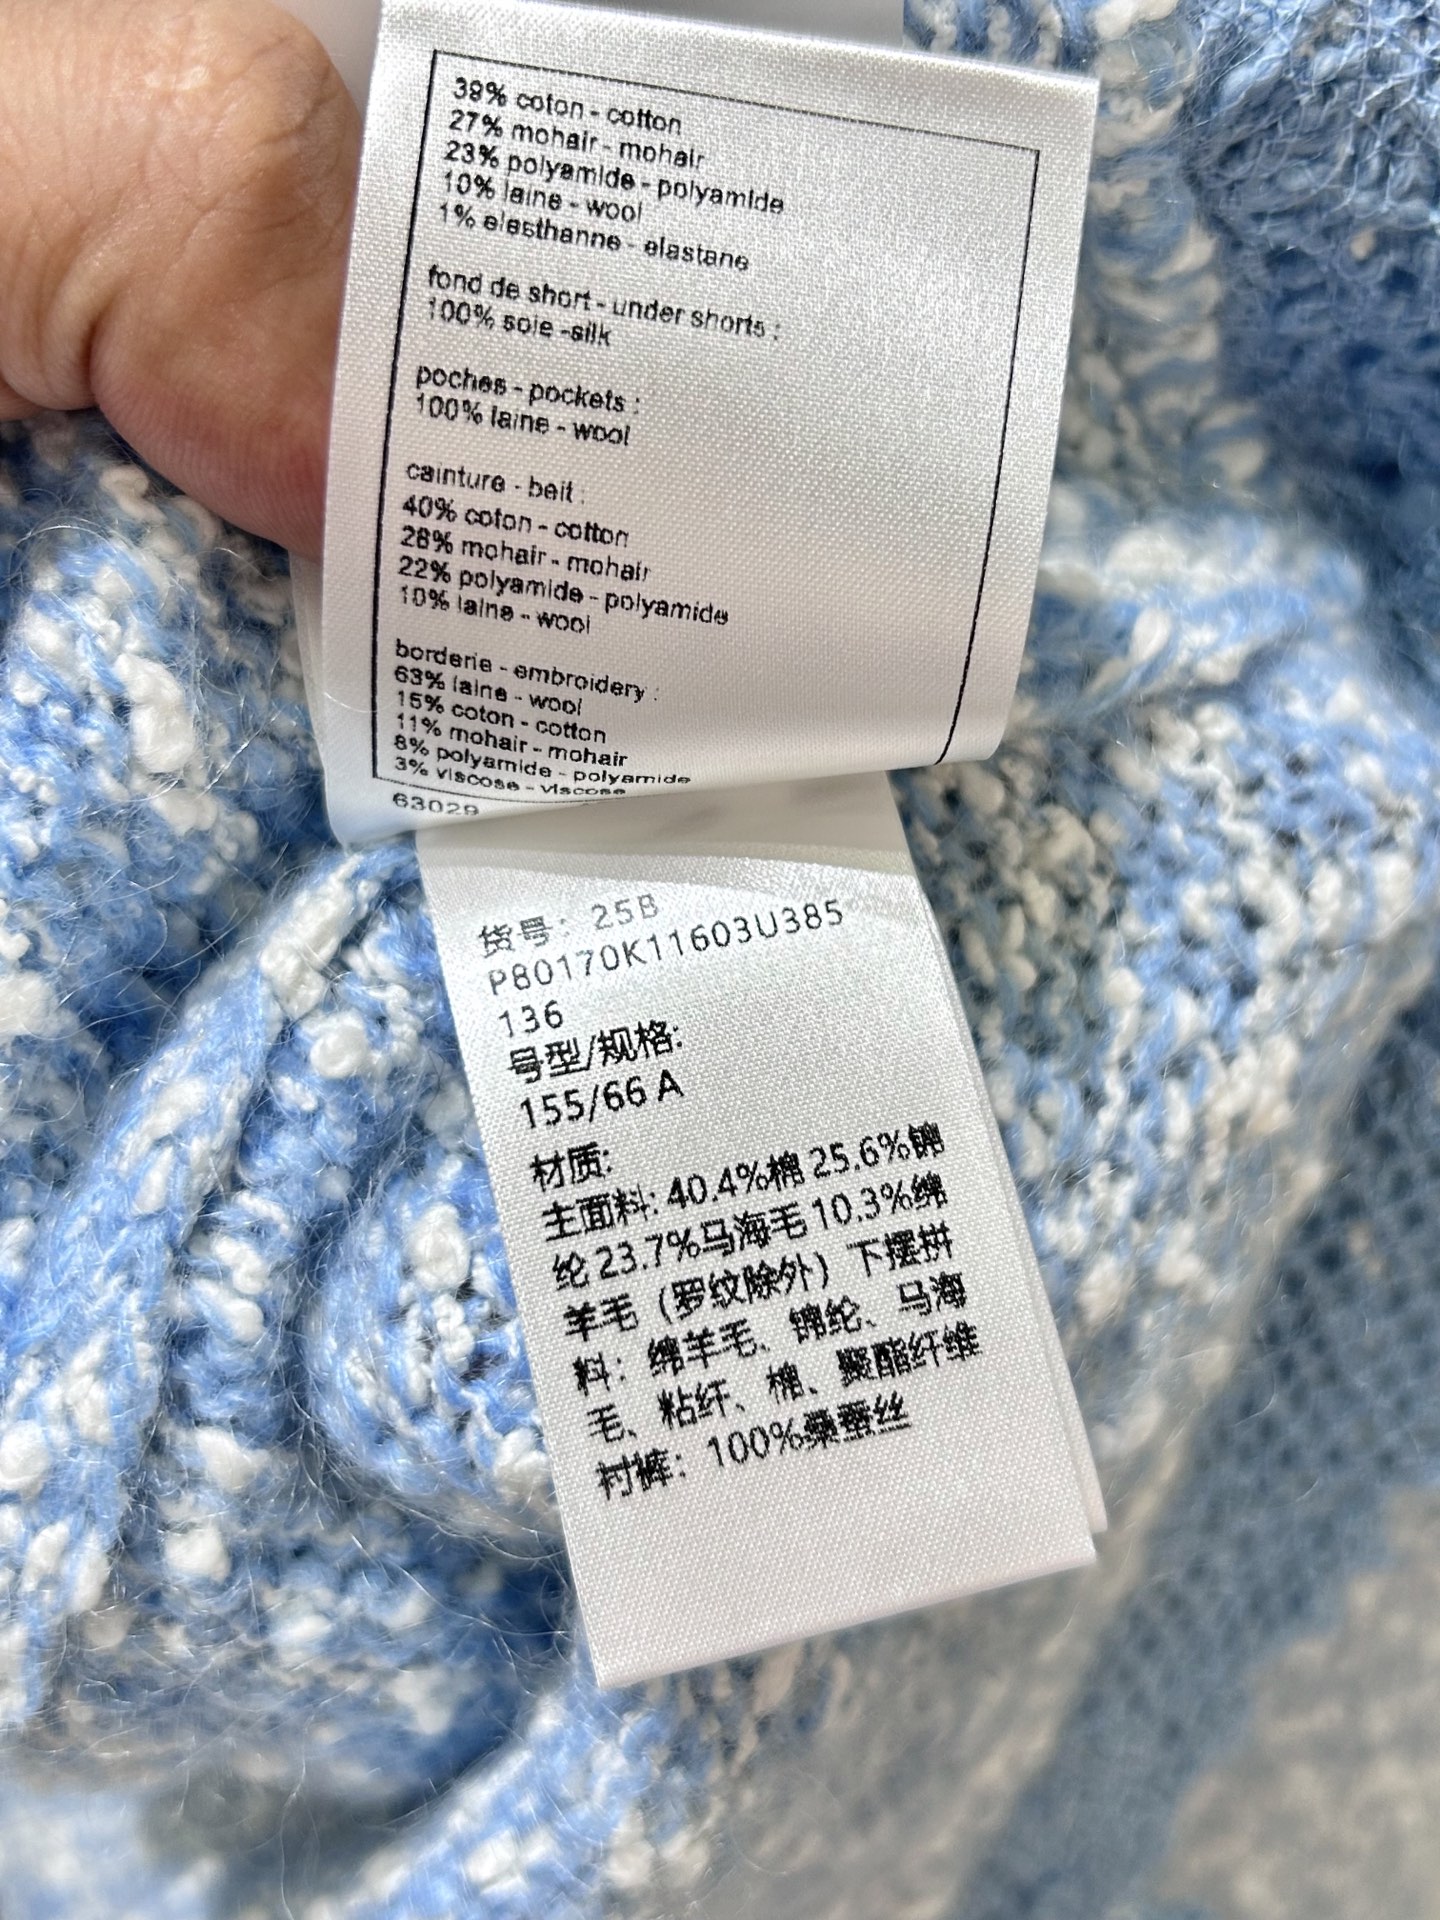 39% coton - cotton
27% mohair - mohair
23% polyamide - polyamide
10% laine - wool
1% elasthanne - elastane
fond de short - under shorts :
100% soie -silk
poches - pockets :
100% laine - wool
cainture - belt :
40% coton - cotton
28% mohair - mohair
22% polyamide - polyamide
10% laine - wool
borderie - embroidery :
63% laine - wool
15% coton - cotton
11% mohair - mohair
8% polyamide - polyamide
3% viscose - viscose
63029
货号: 25B
P80170K11603U385
136
号型/规格:
155/66 A
材质:
主面料: 40.4%棉 25.6%锦
纶 23.7%马海毛 10.3%绵
羊毛（罗纹除外）下摆拼
料: 绵羊毛、锦纶、马海
毛、粘纤、棉、聚酯纤维
衬裤: 100%桑蚕丝